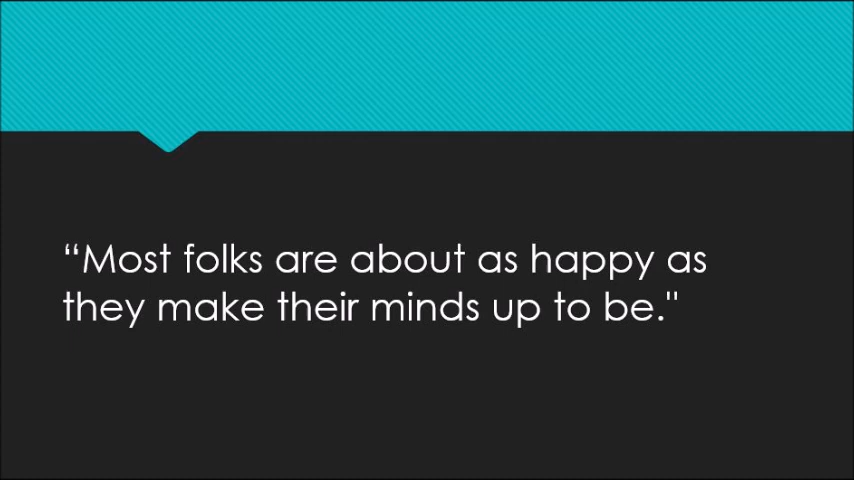 “Most folks are about as happy as
they make their minds up to be."